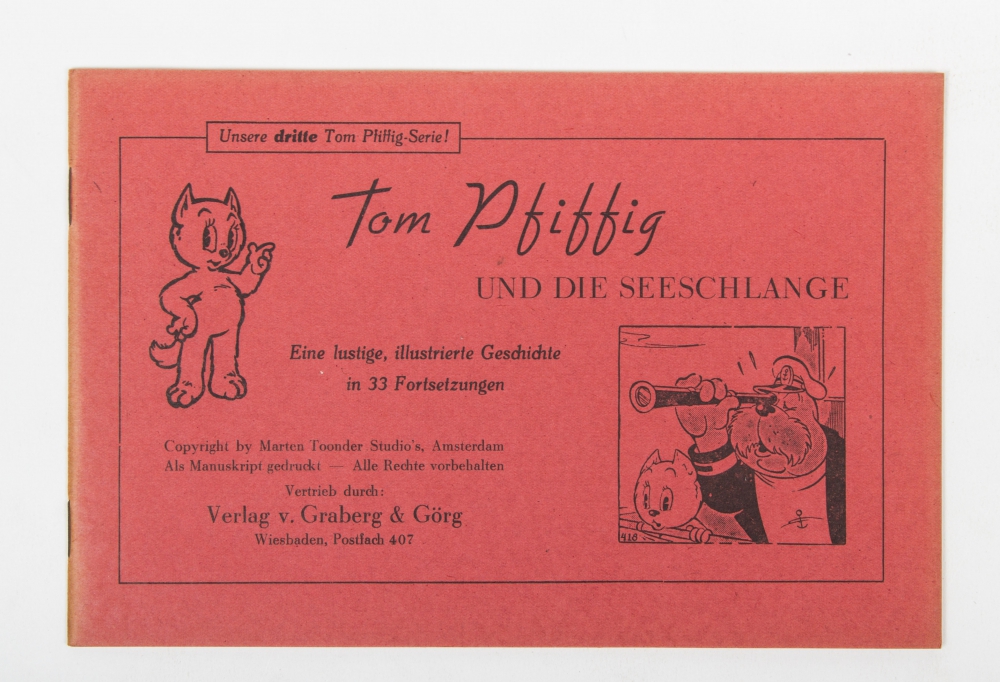 Unsere dritte Tom Pfiffig-Serie!
Tom Pfiffig
UND DIE SEESCHLANGE
Eine lustige, illustrierte Geschichte
in 33 Fortsetzungen
Copyright by Marten Toonder Studio's, Amsterdam
Als Manuskript gedruckt — Alle Rechte vorbehalten
Vertrieb durch:
Verlag v. Graberg & Görg
Wiesbaden, Postfach 407
418